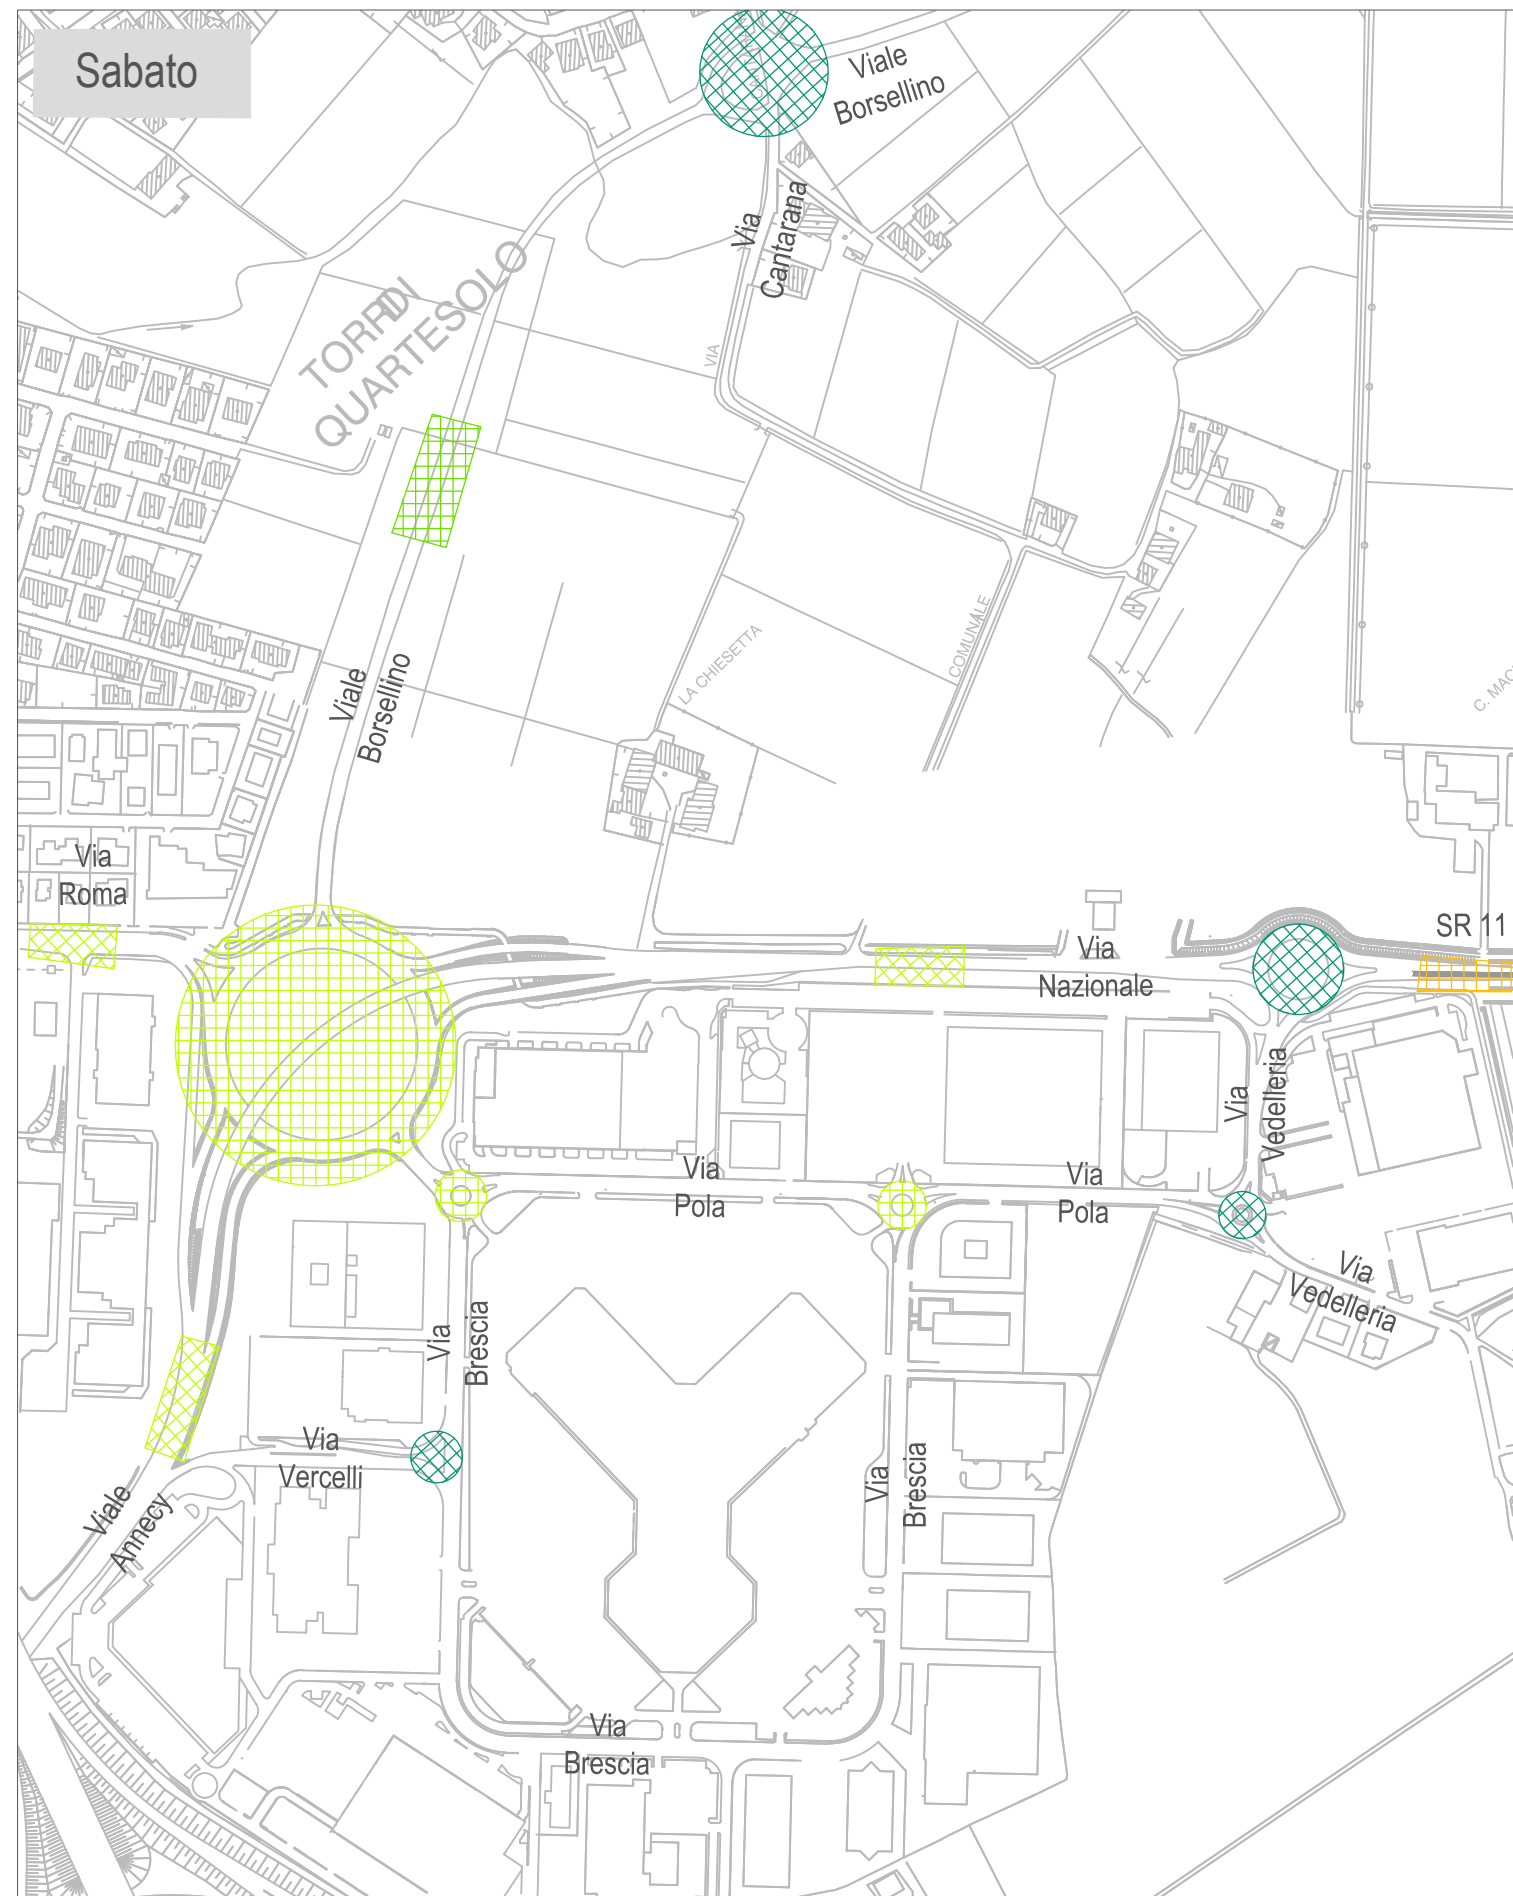 Sabato
Viale
Borsellino
Via
Cantarana
TORRI DI
QUARTESOLO
VIA
LA CHIESETTA
COMUNALE
Viale
Borsellino
Via
Roma
SR 11
Via
Nazionale
Via
Vedelleria
Via
Pola
Via
Pola
Via
Vedelleria
Via
Brescia
Via
Vercelli
Via
Brescia
Viale
Annecy
Via
Brescia